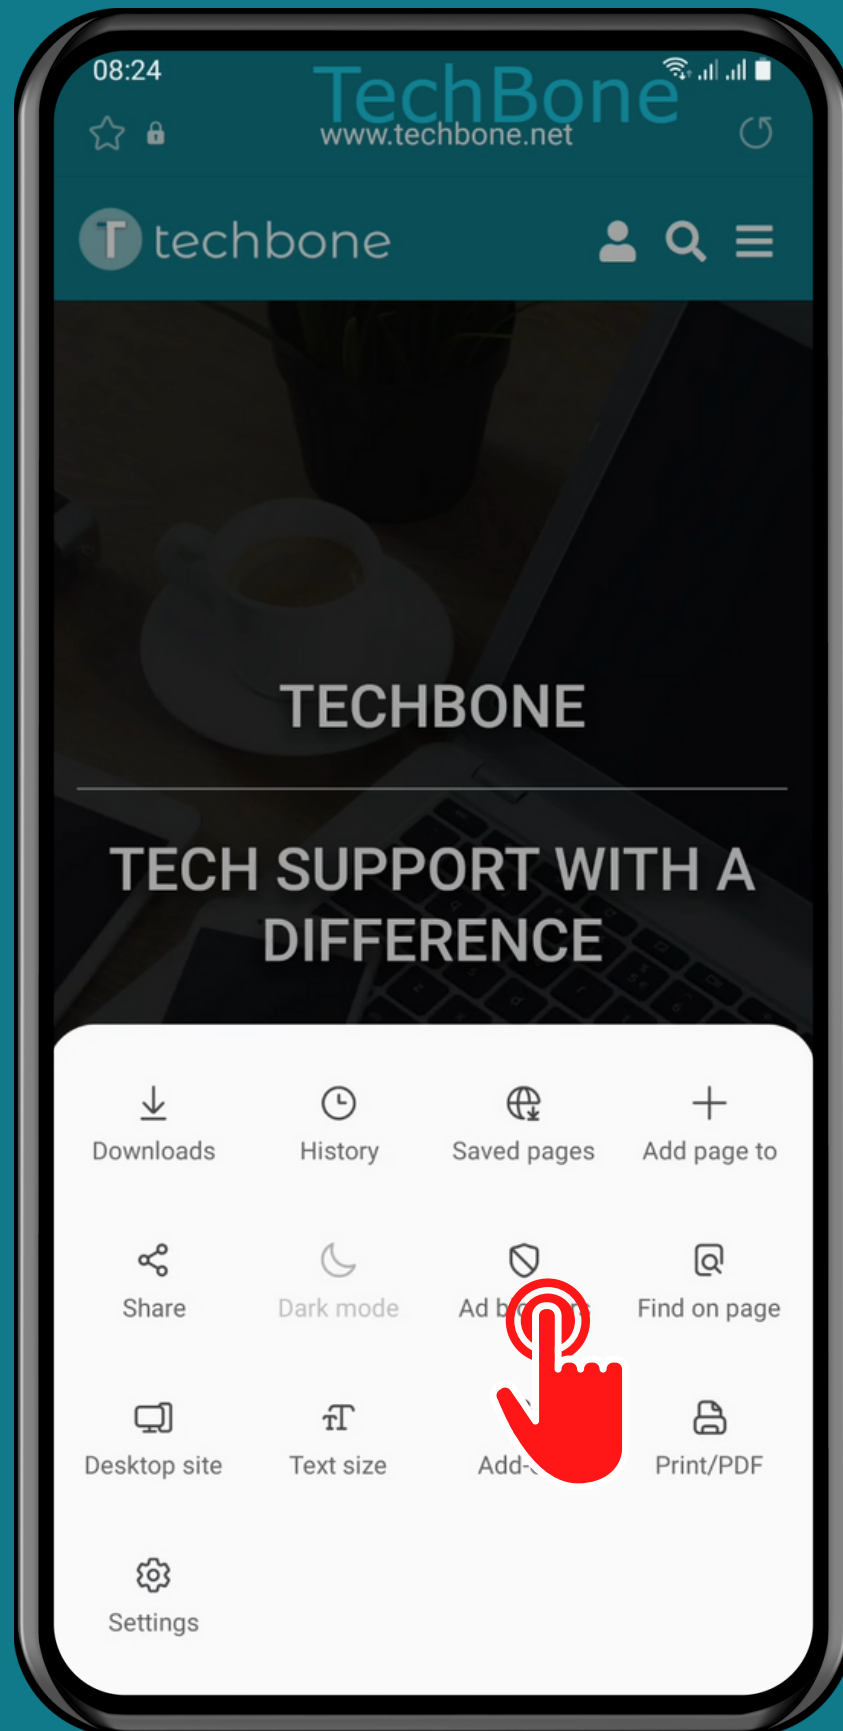 08:24
TechBone
www.techbone.net
T techbone
TECHBONE
TECH SUPPORT WITH A
DIFFERENCE
Downloads History Saved pages Add page to
Share Dark mode Ad Find on page
Desktop site Text size Print/PDF
Settings